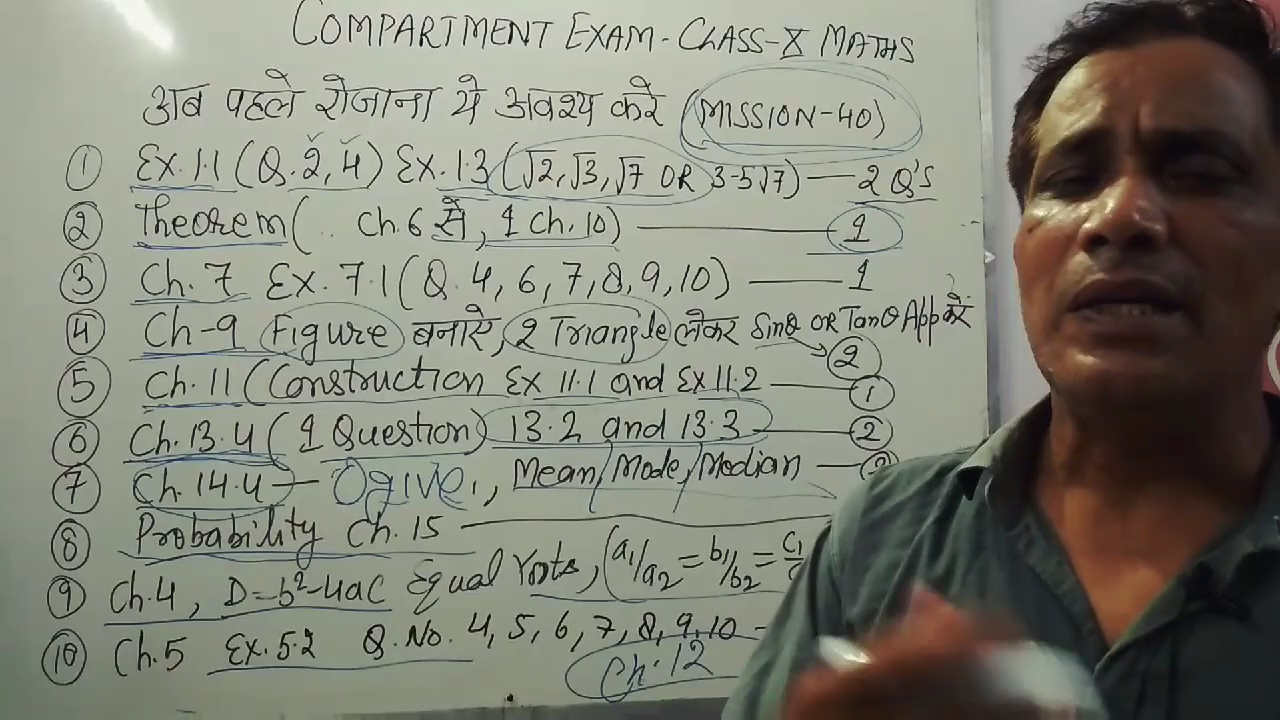 COMPARTMENT EXAM-CLASS-X MATHS
अब पहले रोजाना ये अवश्य करे (MISSION-40)
① Ex.1.1 (Q.2, 4) Ex.1.3 (√2, √3, √7 OR 3-5√7) — 2 Q'S
② Theorem( .. Ch.6 से, 1 Ch.10) — 1
③ Ch.7 Ex.7.1 (Q.4, 6, 7, 8, 9, 10) — 1
④ Ch-9 Figure बनाऐ, 2 Triangle लेकर Sinθ OR Tanθ App करे
2
⑤ Ch.11 (Construction Ex 11.1 and Ex 11.2 — 1
⑥ Ch.13.4 (1 Question) 13.2 and 13.3 — 2
⑦ Ch.14.4 — Ogive, Mean/Mode/Median —
⑧ Probability Ch.15 —
⑨ Ch.4, D=b²-4ac Equal roots, (a₁/a₂ = b₁/b₂ = C₁
⑩ Ch.5 Ex.5.2 Q.No. 4, 5, 6, 7, 8, 9, 10 -
Ch.12